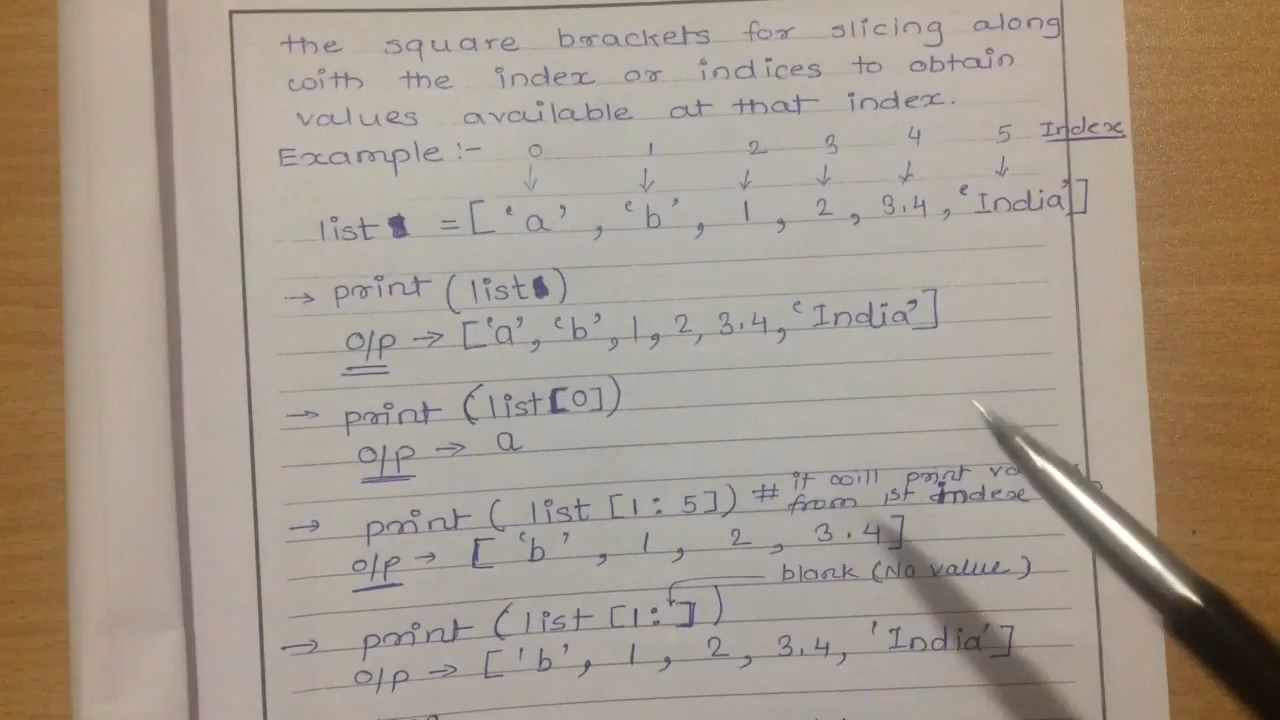 the square brackets for slicing along
with the index or indices to obtain
values available at that index.
Example :- 0 1 2 3 4 5 Index
list = ['a', 'b', 1, 2, 3.4, 'India']
→ print (list)
o/p → ['a', 'b', 1, 2, 3.4, 'India']
→ print (list[0])
o/p → a
→ print ( list [1: 5]) # it will print
from 1st index
o/p → [ 'b', 1, 2, 3.4]
blank (No value)
→ print (list [1: ])
o/p → ['b', 1, 2, 3.4, 'India']